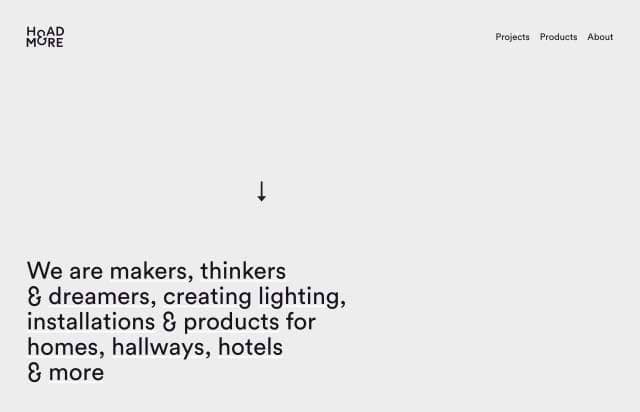 HOAD
MORE
Projects Products About
We are makers, thinkers
& dreamers, creating lighting,
installations & products for
homes, hallways, hotels
& more